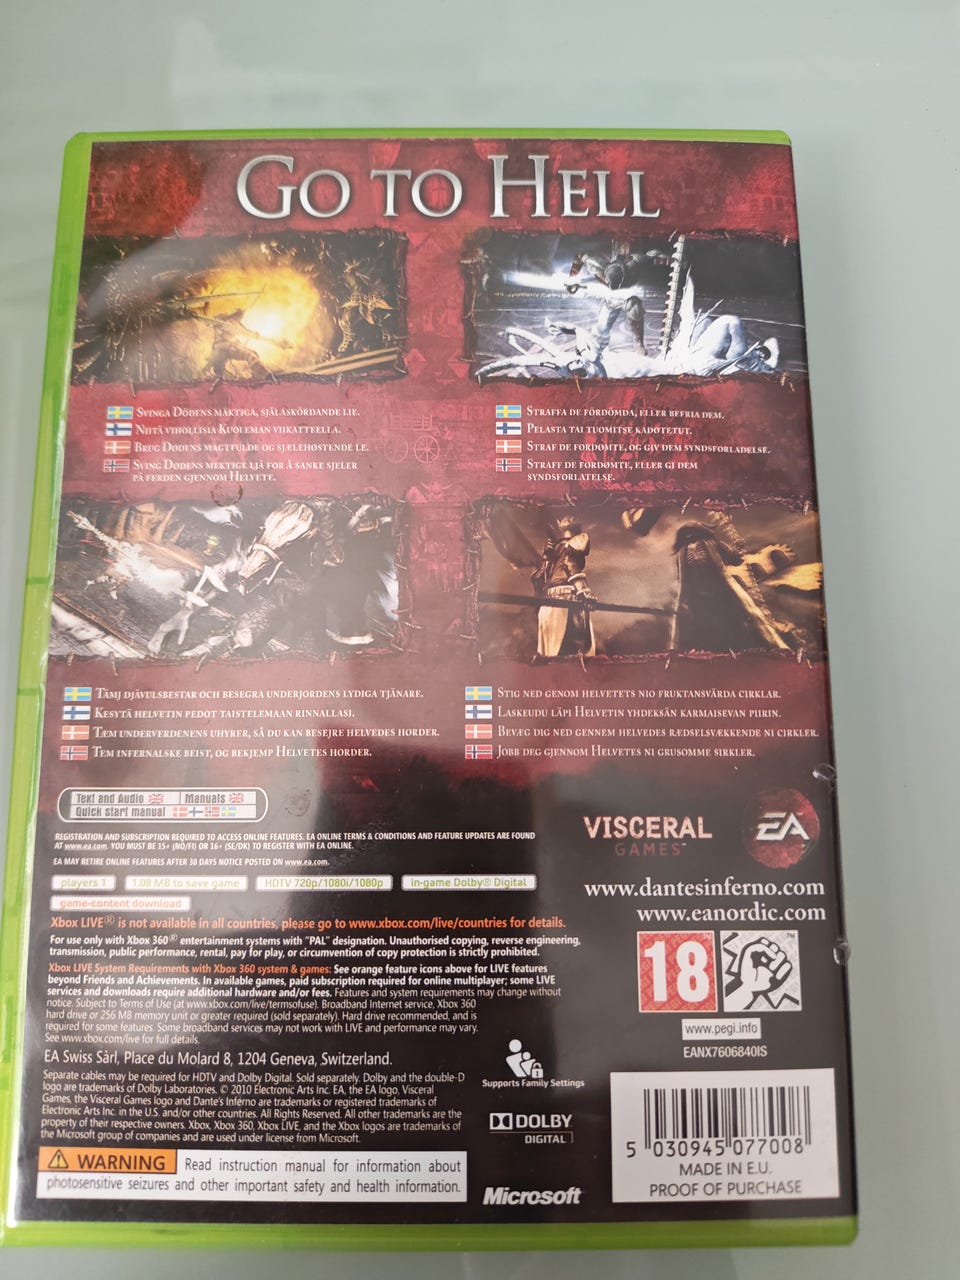 GO TO HELL
SVINGA DÖDENS MÄKTIGA, SJÄLASKÖRDANDE LIE.
NIITÄ VIHOLLISIA KUOLEMAN VIIKATTEELLA.
BRUG DØDENS MAGTFULDE OG SJÆLEHØSTENDE LE.
SVING DØDENS MEKTIGE LJÅ FOR Å SANKE SJELER
PÅ FERDEN GJENNOM HELVETE.
STRAFFA DE FÖRDÖMDA, ELLER BEFRIA DEM.
PELASTA TAI TUOMITSE KADOTETUT.
STRAF DE FORDØMTE, OG GIV DEM SYNDSFORLADELSE.
STRAFF DE FORDØMTE, ELLER GI DEM
SYNDSFORLATELSE.
TÄMJ DJÄVULSBESTAR OCH BESEGRA UNDERJORDENS LYDIGA TJÄNARE.
KESYTÄ HELVETIN PEDOT TAISTELEMAAN RINNALLASI.
TEM UNDERVERDENENS UHYRER, SÅ DU KAN BESEJRE HELVEDES HORDER.
TEM INFERNALSKE BEIST, OG BEKJEMP HELVETES HORDER.
STIG NED GENOM HELVETETS NIO FRUKTANSVÄRDA CIRKLAR.
LASKEUDU LÄPI HELVETIN YHDEKSÄN KARMAISEVAN PIIRIN.
BEVÆG DIG NED GENNEM HELVEDES RÆDSELSVÆKKENDE NI CIRKLER.
JOBB DEG GJENNOM HELVETES NI GRUSOMME SIRKLER.
Text and Audio Manuals
Quick start manual
REGISTRATION AND SUBSCRIPTION REQUIRED TO ACCESS ONLINE FEATURES. EA ONLINE TERMS & CONDITIONS AND FEATURE UPDATES ARE FOUND
AT www.ea.com. YOU MUST BE 15+ (NO/FI) OR 16+ (SE/DK) TO REGISTER WITH EA ONLINE.
EA MAY RETIRE ONLINE FEATURES AFTER 30 DAYS NOTICE POSTED ON www.ea.com.
players 1 1.08 MB to save game HDTV 720p/1080i/1080p in-game Dolby® Digital
game-content download
Xbox LIVE® is not available in all countries, please go to www.xbox.com/live/countries for details.
For use only with Xbox 360® entertainment systems with "PAL" designation. Unauthorised copying, reverse engineering,
transmission, public performance, rental, pay for play, or circumvention of copy protection is strictly prohibited.
Xbox LIVE System Requirements with Xbox 360 system & games: See orange feature icons above for LIVE features
beyond Friends and Achievements. In available games, paid subscription required for online multiplayer; some LIVE
services and downloads require additional hardware and/or fees. Features and system requirements may change without
notice. Subject to Terms of Use (at www.xbox.com/live/termsofuse). Broadband Internet service, Xbox 360
hard drive or 256 MB memory unit or greater required (sold separately). Hard drive recommended, and is
required for some features. Some broadband services may not work with LIVE and performance may vary.
See www.xbox.com/live for full details.
EA Swiss Sàrl, Place du Molard 8, 1204 Geneva, Switzerland.
Separate cables may be required for HDTV and Dolby Digital. Sold separately. Dolby and the double-D
logo are trademarks of Dolby Laboratories. © 2010 Electronic Arts Inc. EA, the EA logo, Visceral
Games, the Visceral Games logo and Dante's Inferno are trademarks or registered trademarks of
Electronic Arts Inc. in the U.S. and/or other countries. All Rights Reserved. All other trademarks are the
property of their respective owners. Xbox, Xbox 360, Xbox LIVE, and the Xbox logos are trademarks of
the Microsoft group of companies and are used under license from Microsoft.
WARNING Read instruction manual for information about
photosensitive seizures and other important safety and health information.
VISCERAL
GAMES™
EA™
www.dantesinferno.com
www.eanordic.com
18
www.pegi.info
EANX7606840IS
Supports Family Settings
DOLBY
DIGITAL
Microsoft
5 030945 077008
MADE IN E.U.
PROOF OF PURCHASE